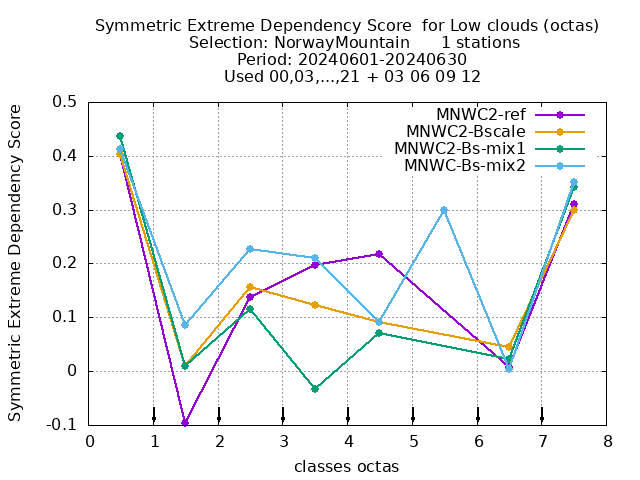 Symmetric Extreme Dependency Score  for Low clouds (octas)
Selection: NorwayMountain      1 stations
Period: 20240601-20240630
Used 00,03,...,21 + 03 06 09 12
Symmetric Extreme Dependency Score
0.5
0.4
0.3
0.2
0.1
0
-0.1
MNWC2-ref
MNWC2-Bscale
MNWC2-Bs-mix1
MNWC-Bs-mix2
0 1 2 3 4 5 6 7 8
classes octas